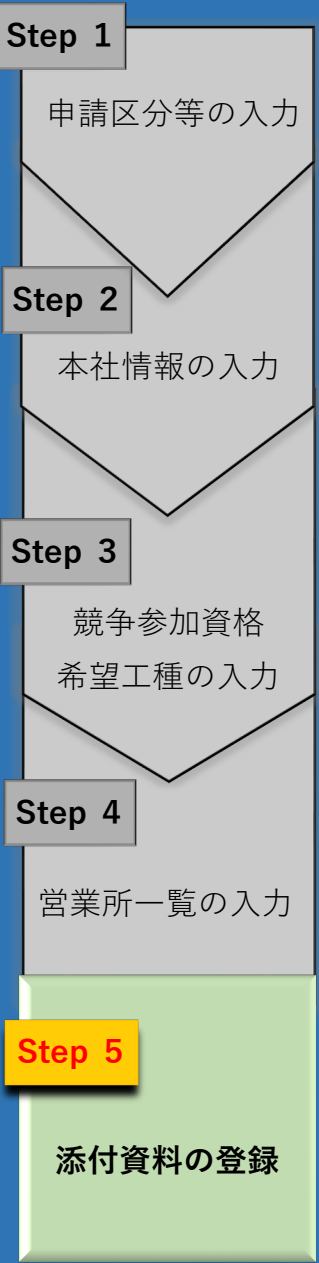 Step 1
申請区分等の入力
Step 2
本社情報の入力
Step 3
競争参加資格
希望工種の入力
Step 4
営業所一覧の入力
Step 5
添付資料の登録